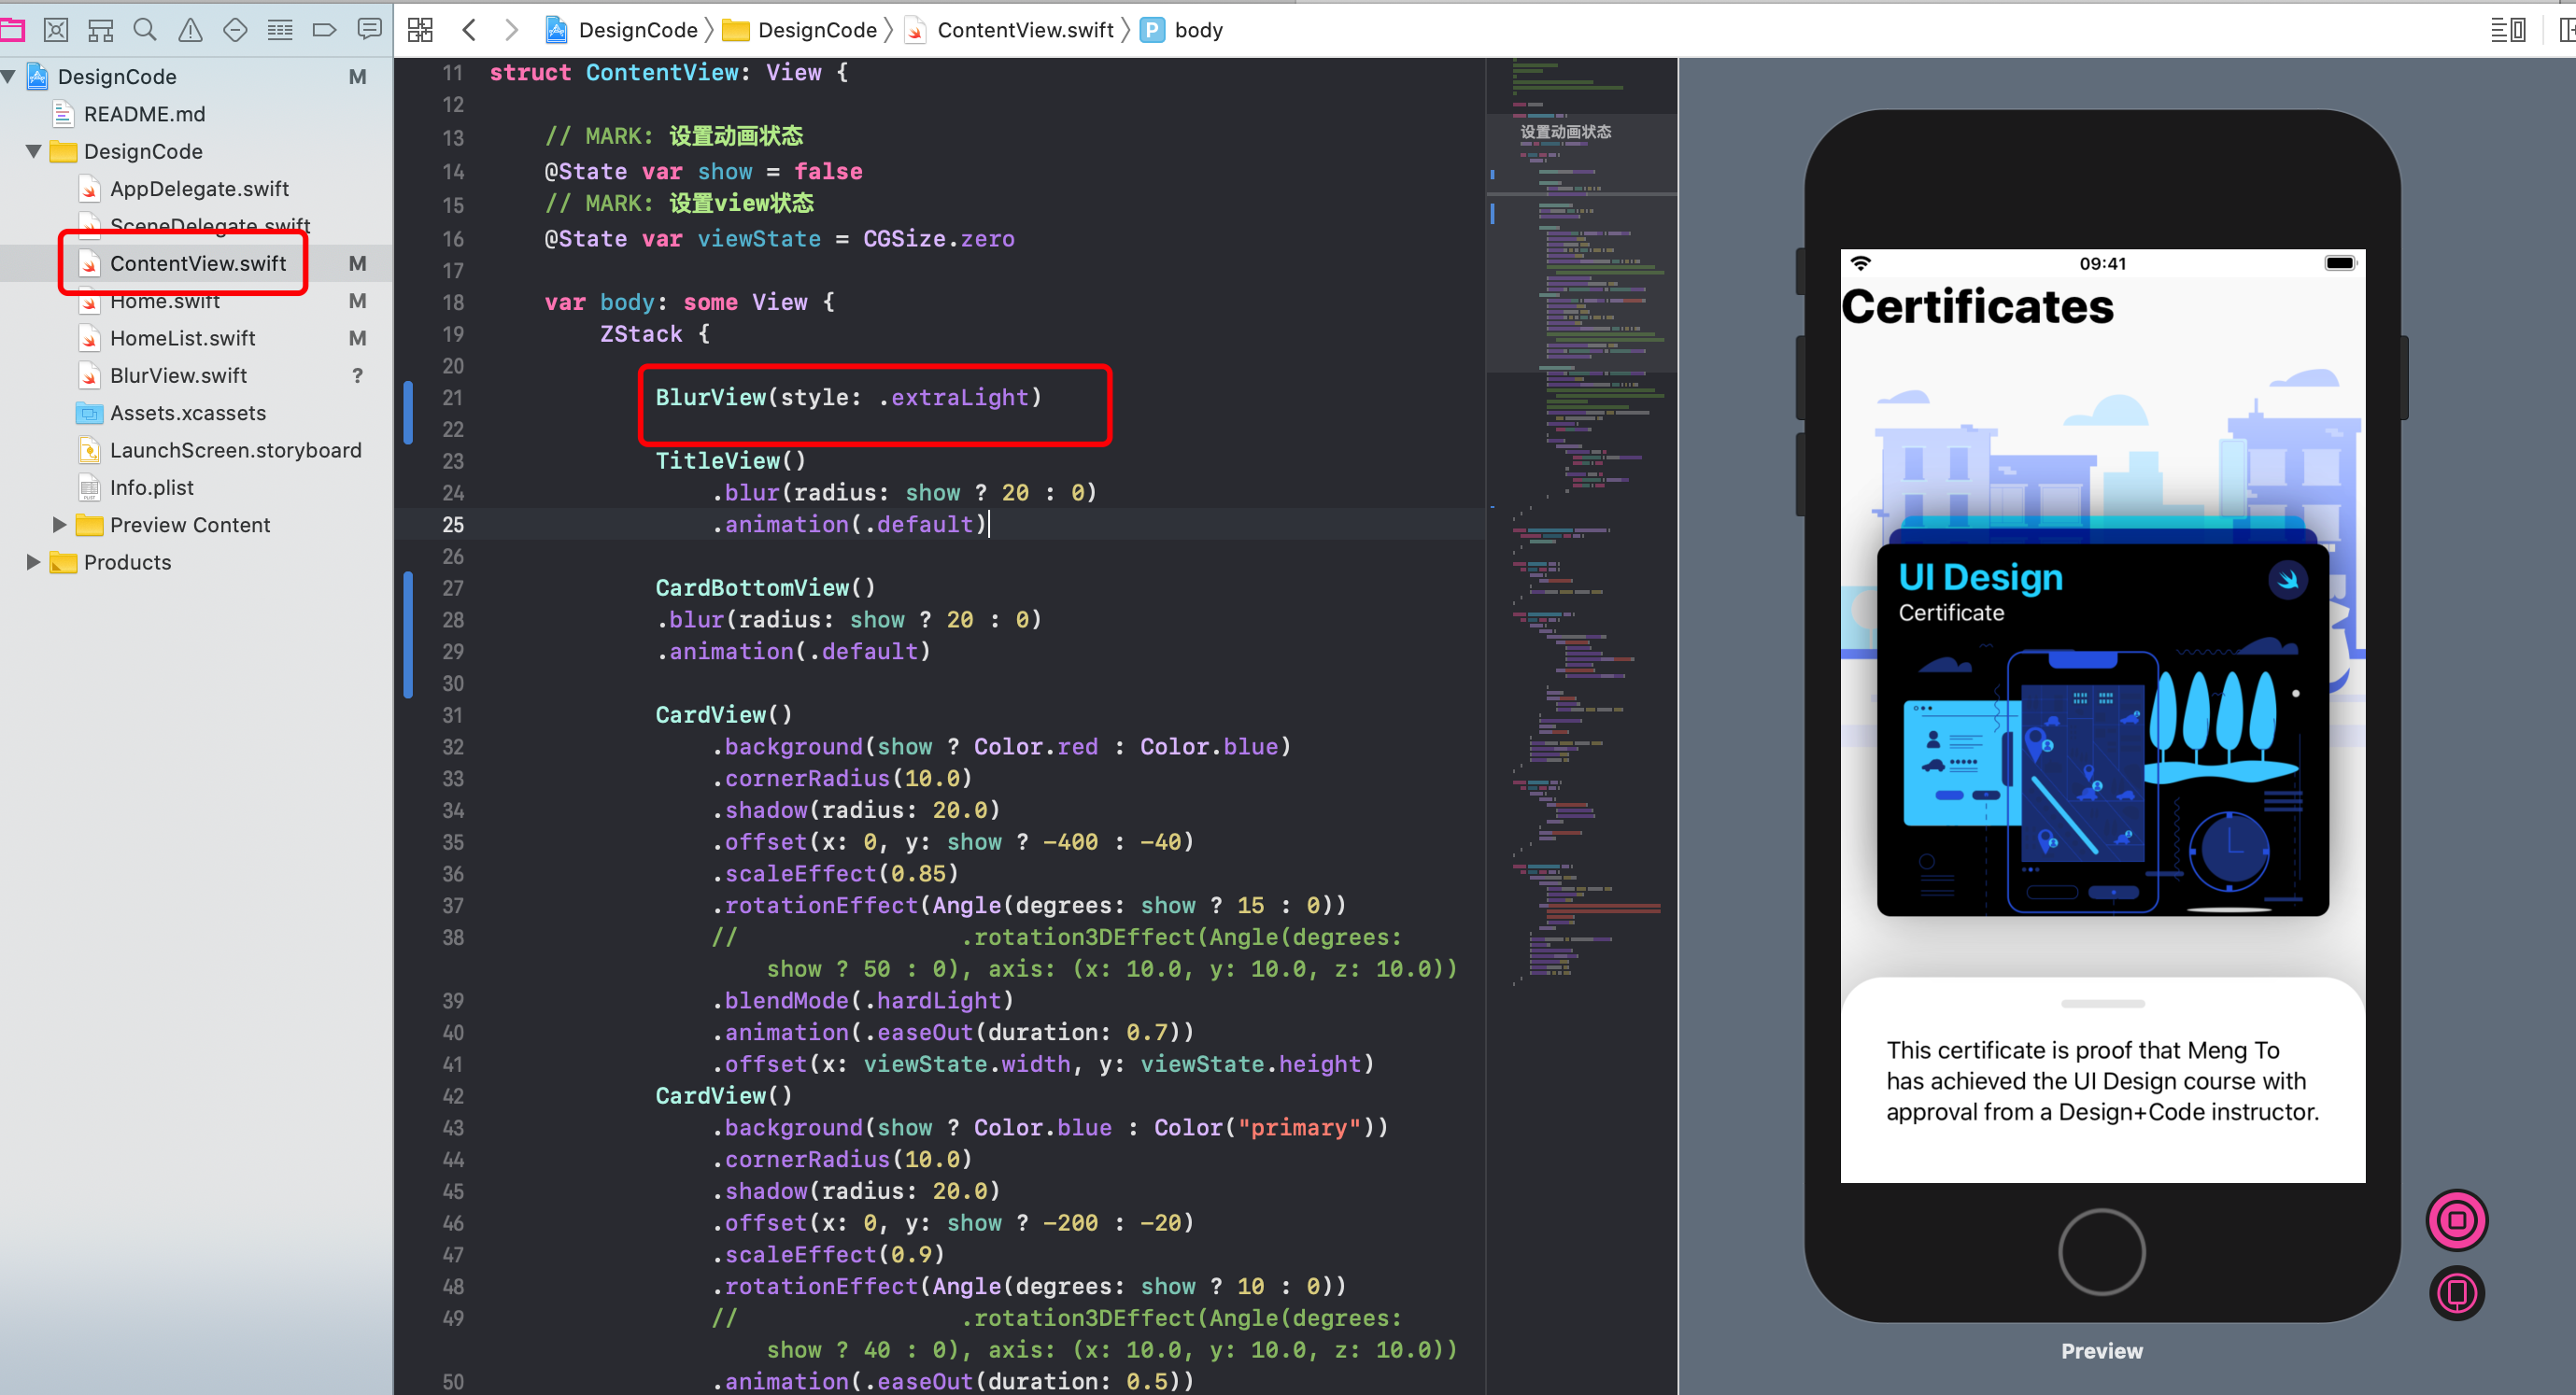 DesignCode
DesignCode
ContentView.swift
P
body
DesignCode M
README.md
DesignCode
AppDelegate.swift
SceneDelegate.swift
ContentView.swift M
Home.swift M
HomeList.swift M
BlurView.swift ?
Assets.xcassets
LaunchScreen.storyboard
Info.plist
Preview Content
Products
11 struct ContentView: View {
12
13 // MARK: 设置动画状态
14 @State var show = false
15 // MARK: 设置view状态
16 @State var viewState = CGSize.zero
17
18 var body: some View {
19 ZStack {
20
21 BlurView(style: .extraLight)
22
23 TitleView()
24 .blur(radius: show ? 20 : 0)
25 .animation(.default)
26
27 CardBottomView()
28 .blur(radius: show ? 20 : 0)
29 .animation(.default)
30
31 CardView()
32 .background(show ? Color.red : Color.blue)
33 .cornerRadius(10.0)
34 .shadow(radius: 20.0)
35 .offset(x: 0, y: show ? -400 : -40)
36 .scaleEffect(0.85)
37 .rotationEffect(Angle(degrees: show ? 15 : 0))
38 // .rotation3DEffect(Angle(degrees:
show ? 50 : 0), axis: (x: 10.0, y: 10.0, z: 10.0))
39 .blendMode(.hardLight)
40 .animation(.easeOut(duration: 0.7))
41 .offset(x: viewState.width, y: viewState.height)
42 CardView()
43 .background(show ? Color.blue : Color("primary"))
44 .cornerRadius(10.0)
45 .shadow(radius: 20.0)
46 .offset(x: 0, y: show ? -200 : -20)
47 .scaleEffect(0.9)
48 .rotationEffect(Angle(degrees: show ? 10 : 0))
49 // .rotation3DEffect(Angle(degrees:
show ? 40 : 0), axis: (x: 10.0, y: 10.0, z: 10.0))
50 .animation(.easeOut(duration: 0.5))
设置动画状态
09:41
Certificates
UI Design
Certificate
This certificate is proof that Meng To
has achieved the UI Design course with
approval from a Design+Code instructor.
Preview